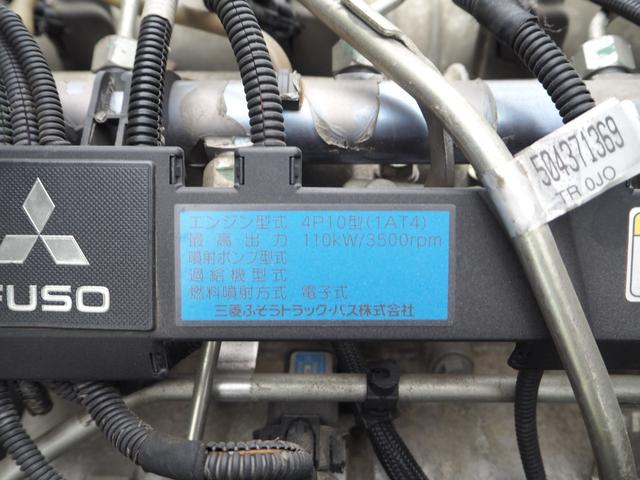 FUSO
エンジン型式 4P10型(1AT4)
最高出力 110kW/3500rpm
噴射ポンプ型式
過給機型式
燃料噴射方式 電子式
三菱ふそうトラック・バス株式会社
504371369
TR 0JO